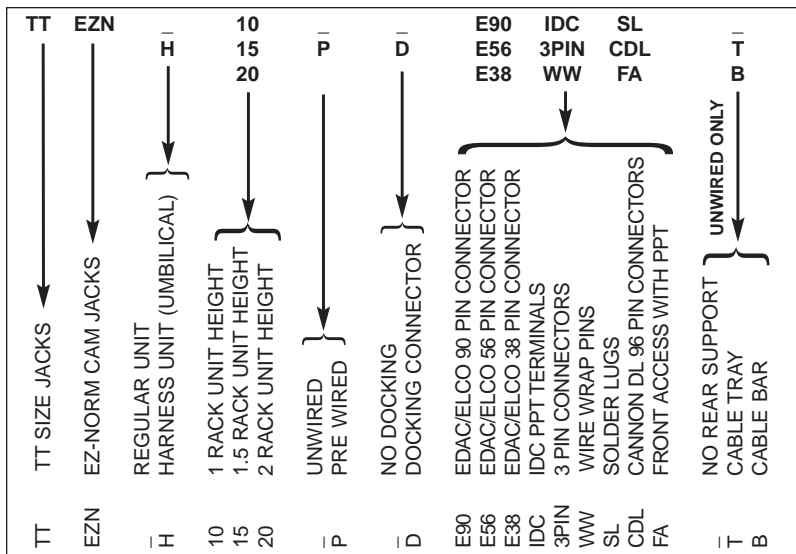 TT EZN _ 10 _ _ E90 IDC SL _
H 15 P D E56 3PIN CDL T
20 E38 WW FA B
UNWIRED ONLY
TT TT SIZE JACKS
EZN EZ-NORM CAM JACKS
_ REGULAR UNIT
H HARNESS UNIT (UMBILICAL)
10 1 RACK UNIT HEIGHT
15 1.5 RACK UNIT HEIGHT
20 2 RACK UNIT HEIGHT
_ UNWIRED
P PRE WIRED
_ NO DOCKING
D DOCKING CONNECTOR
E90 EDAC/ELCO 90 PIN CONNECTOR
E56 EDAC/ELCO 56 PIN CONNECTOR
E38 EDAC/ELCO 38 PIN CONNECTOR
IDC IDC PPT TERMINALS
3PIN 3 PIN CONNECTORS
WW WIRE WRAP PINS
SL SOLDER LUGS
CDL CANNON DL 96 PIN CONNECTORS
FA FRONT ACCESS WITH PPT
_ NO REAR SUPPORT
T CABLE TRAY
B CABLE BAR